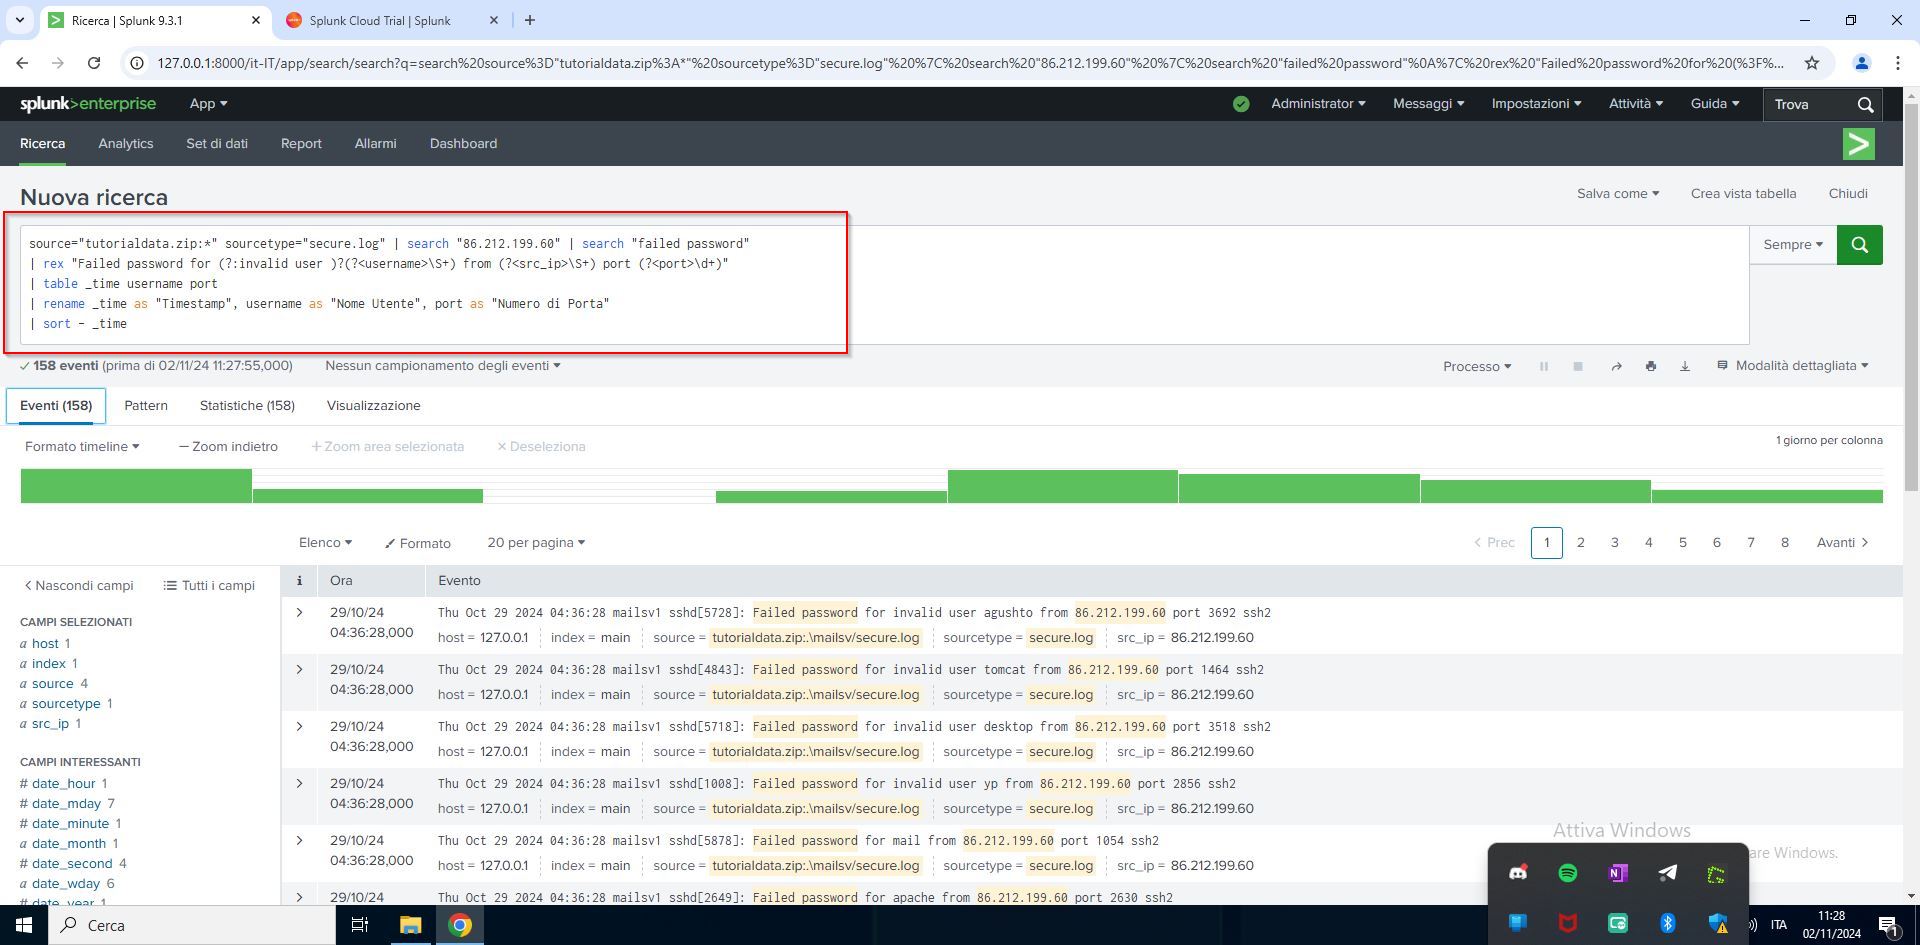 Ricerca | Splunk 9.3.1
Splunk Cloud Trial | Splunk
127.0.0.1:8000/it-IT/app/search/search?q=search%20source%3D"tutorialdata.zip%3A*"%20sourcetype%3D"secure.log"%20%7C%20search%20"86.212.199.60"%20%7C%20search%20"failed%20password"%0A%7C%20rex%20"Failed%20password%20for%20(%3F%...
splunk>enterprise App Administrator Messaggi Impostazioni Attività Guida Trova
Ricerca Analytics Set di dati Report Allarmi Dashboard
Nuova ricerca
Salva come Crea vista tabella Chiudi
source="tutorialdata.zip:*" sourcetype="secure.log" | search "86.212.199.60" | search "failed password"
| rex "Failed password for (?:invalid user )?(?<username>\S+) from (?<src_ip>\S+) port (?<port>\d+)"
| table _time username port
| rename _time as "Timestamp", username as "Nome Utente", port as "Numero di Porta"
| sort - _time
Sempre
158 eventi (prima di 02/11/24 11:27:55,000) Nessun campionamento degli eventi
Processo Modalità dettagliata
Eventi (158) Pattern Statistiche (158) Visualizzazione
Formato timeline — Zoom indietro + Zoom area selezionata × Deseleziona
1 giorno per colonna
Elenco Formato 20 per pagina
< Prec 1 2 3 4 5 6 7 8 Avanti >
< Nascondi campi Tutti i campi
CAMPI SELEZIONATI
a host 1
a index 1
a source 4
a sourcetype 1
a src_ip 1
CAMPI INTERESSANTI
# date_hour 1
# date_mday 7
# date_minute 1
a date_month 1
# date_second 4
a date_wday 6
# date_year 1
i Ora Evento
29/10/24
04:36:28,000
Thu Oct 29 2024 04:36:28 mailsv1 sshd[5728]: Failed password for invalid user agushto from 86.212.199.60 port 3692 ssh2
host = 127.0.0.1 index = main source = tutorialdata.zip:.\mailsv/secure.log sourcetype = secure.log src_ip = 86.212.199.60
29/10/24
04:36:28,000
Thu Oct 29 2024 04:36:28 mailsv1 sshd[4843]: Failed password for invalid user tomcat from 86.212.199.60 port 1464 ssh2
host = 127.0.0.1 index = main source = tutorialdata.zip:.\mailsv/secure.log sourcetype = secure.log src_ip = 86.212.199.60
29/10/24
04:36:28,000
Thu Oct 29 2024 04:36:28 mailsv1 sshd[5718]: Failed password for invalid user desktop from 86.212.199.60 port 3518 ssh2
host = 127.0.0.1 index = main source = tutorialdata.zip:.\mailsv/secure.log sourcetype = secure.log src_ip = 86.212.199.60
29/10/24
04:36:28,000
Thu Oct 29 2024 04:36:28 mailsv1 sshd[1008]: Failed password for invalid user yp from 86.212.199.60 port 2856 ssh2
host = 127.0.0.1 index = main source = tutorialdata.zip:.\mailsv/secure.log sourcetype = secure.log src_ip = 86.212.199.60
29/10/24
04:36:28,000
Thu Oct 29 2024 04:36:28 mailsv1 sshd[5878]: Failed password for mail from 86.212.199.60 port 1054 ssh2
host = 127.0.0.1 index = main source = tutorialdata.zip:.\mailsv/secure.log sourcetype = secure.log src_ip = 86.212.199.60
29/10/24
Thu Oct 29 2024 04:36:28 mailsv1 sshd[2649]: Failed password for apache from 86.212.199.60 port 2630 ssh2
Attiva Windows
are Windows.
Cerca
ITA
11:28
02/11/2024
1